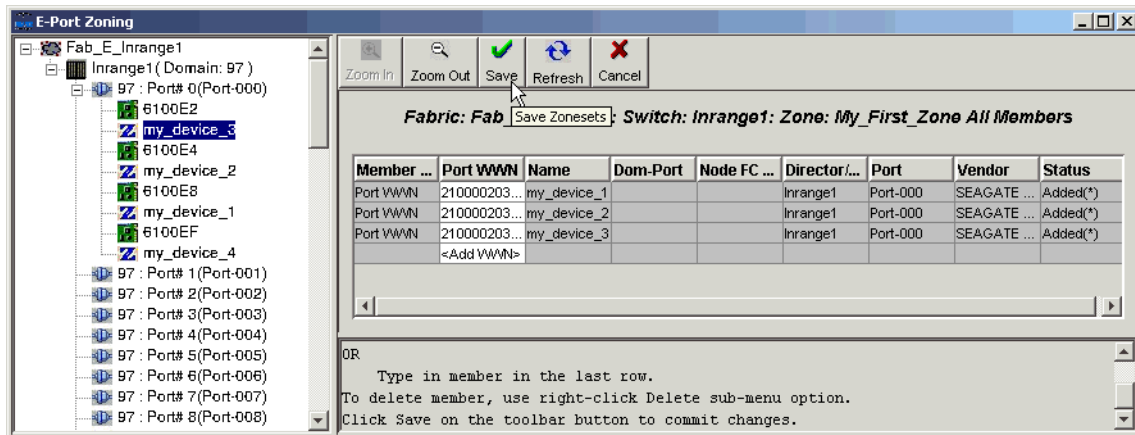 E-Port Zoning
Fab_E_Inrange1
Inrange1( Domain: 97 )
97 : Port# 0(Port-000)
6100E2
my_device_3
6100E4
my_device_2
6100E8
my_device_1
6100EF
my_device_4
97 : Port# 1(Port-001)
97 : Port# 2(Port-002)
97 : Port# 3(Port-003)
97 : Port# 4(Port-004)
97 : Port# 5(Port-005)
97 : Port# 6(Port-006)
97 : Port# 7(Port-007)
97 : Port# 8(Port-008)
Zoom In Zoom Out Save Refresh Cancel
Fabric: Fab_ Save Zonesets : Switch: Inrange1: Zone: My_First_Zone All Members
Member ... Port WWN Name Dom-Port Node FC ... Director/... Port Vendor Status
Port WWN 210000203... my_device_1 Inrange1 Port-000 SEAGATE ... Added(*)
Port WWN 210000203... my_device_2 Inrange1 Port-000 SEAGATE ... Added(*)
Port WWN 210000203... my_device_3 Inrange1 Port-000 SEAGATE ... Added(*)
<Add WWN>
OR
Type in member in the last row.
To delete member, use right-click Delete sub-menu option.
Click Save on the toolbar button to commit changes.